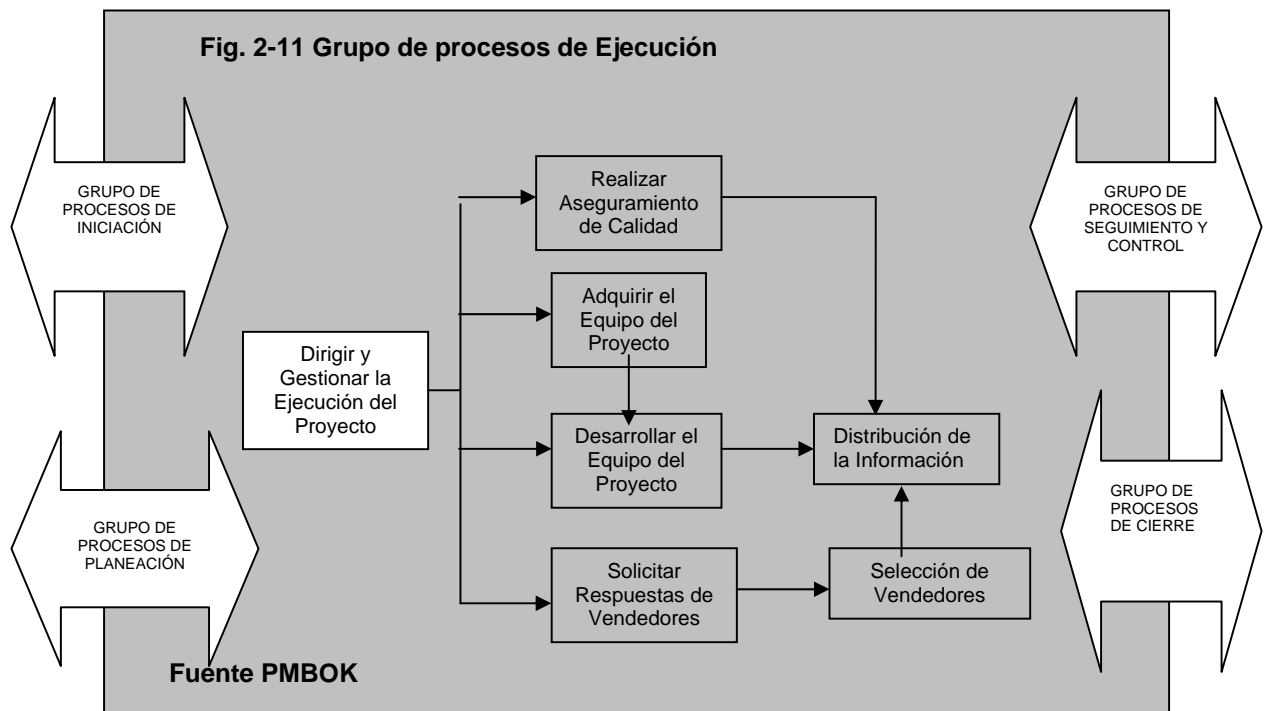 Fig. 2-11 Grupo de procesos de Ejecución
GRUPO DE
PROCESOS DE
INICIACIÓN
Realizar
Aseguramiento
de Calidad
GRUPO DE
PROCESOS DE
SEGUIMIENTO Y
CONTROL
Adquirir el
Equipo del
Proyecto
Dirigir y
Gestionar la
Ejecución del
Proyecto
Desarrollar el
Equipo del
Proyecto
Distribución de
la Información
GRUPO DE
PROCESOS DE
PLANEACIÓN
GRUPO DE
PROCESOS
DE CIERRE
Solicitar
Respuestas de
Vendedores
Selección de
Vendedores
Fuente PMBOK